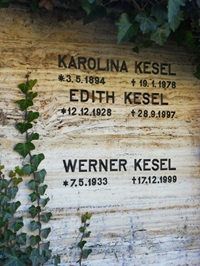 KAROLINA KESEL
*3.5.1894 †19.1.1978
EDITH KESEL
*12.12.1928 †28.9.1997
WERNER KESEL
*7.5.1933 †17.12.1999